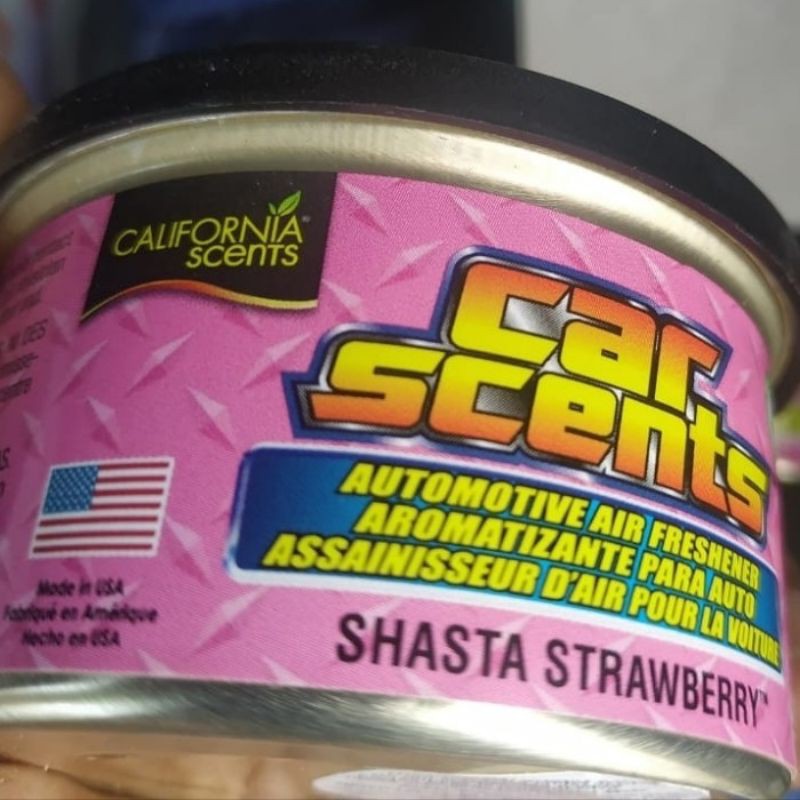 CALIFORNIA
scents
car
scents
AUTOMOTIVE AIR FRESHENER
AROMATIZANTE PARA AUTO
ASSAINISSEUR D'AIR POUR LA VOITURE
SHASTA STRAWBERRY™
Made in USA
Fabriqué en Amérique
Hecho en USA